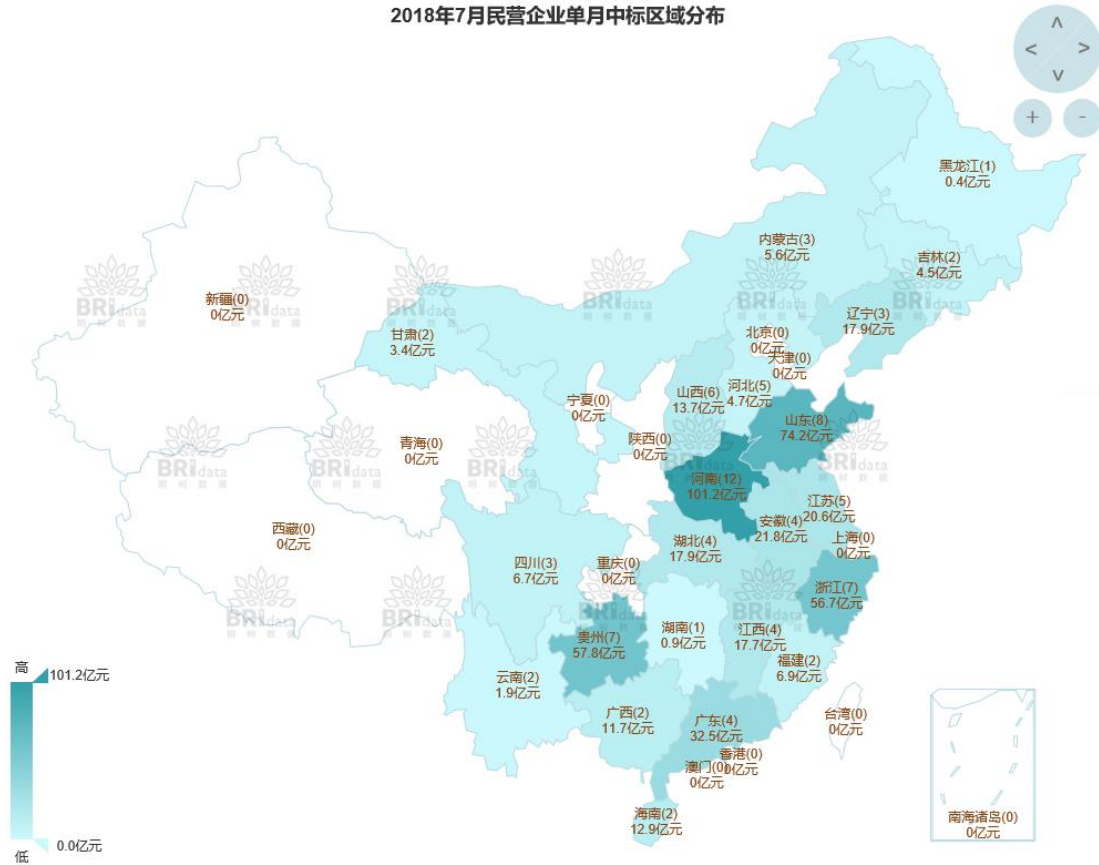 2018年7月民营企业单月中标区域分布
黑龙江(1)
0.4亿元
内蒙古(3)
5.6亿元
吉林(2)
4.5亿元
新疆(0)
0亿元
辽宁(3)
17.9亿元
甘肃(2)
3.4亿元
北京(0)
0亿元
天津(0)
0亿元
宁夏(0)
0亿元
山西(6)
13.7亿元
河北(5)
4.7亿元
山东(8)
74.2亿元
青海(0)
0亿元
陕西(0)
0亿元
河南(12)
101.2亿元
江苏(5)
20.6亿元
安徽(4)
21.8亿元
西藏(0)
0亿元
湖北(4)
17.9亿元
上海(0)
0亿元
四川(3)
6.7亿元
重庆(0)
0亿元
浙江(7)
56.7亿元
贵州(7)
57.8亿元
湖南(1)
0.9亿元
江西(4)
17.7亿元
福建(2)
6.9亿元
云南(2)
1.9亿元
广西(2)
11.7亿元
广东(4)
32.5亿元
台湾(0)
0亿元
香港(0)
0亿元
澳门(0)
0亿元
海南(2)
12.9亿元
南海诸岛(0)
0亿元
高
101.2亿元
0.0亿元
低
BRIdata